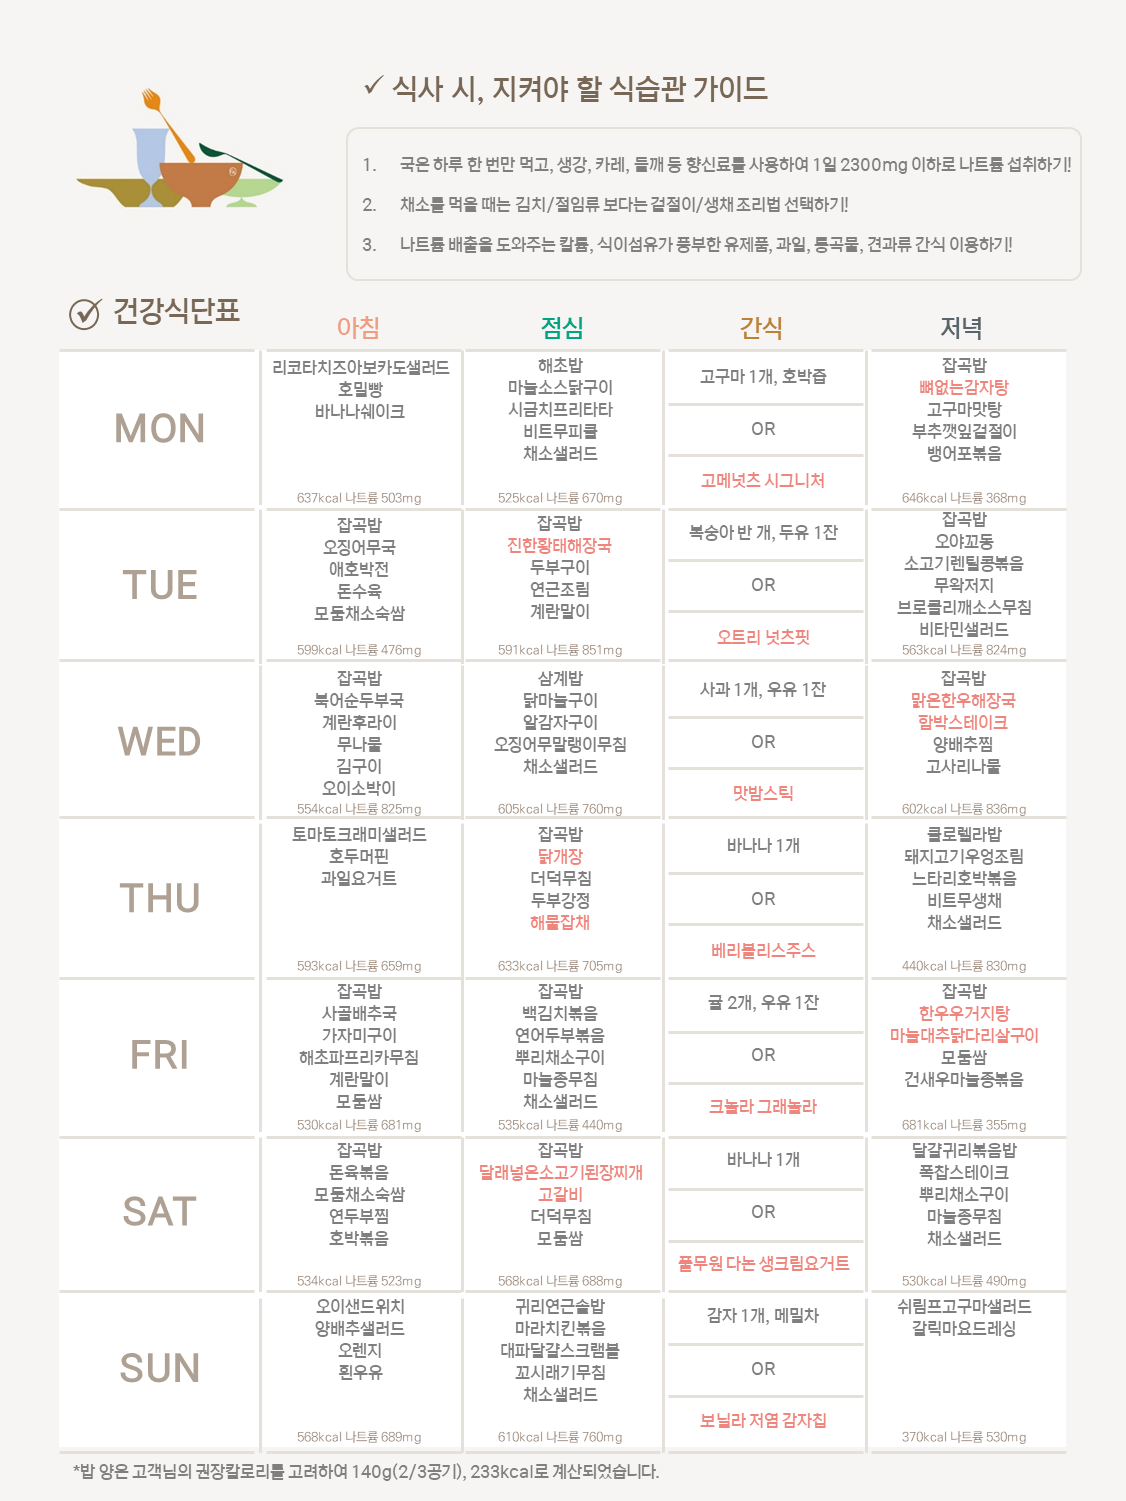 식사 시, 지켜야 할 식습관 가이드
1. 국은 하루 한 번만 먹고, 생강, 카레, 들깨 등 향신료를 사용하여 1일 2300mg 이하로 나트륨 섭취하기!
2. 채소를 먹을 때는 김치/절임류 보다는 겉절이/생채 조리법 선택하기!
3. 나트륨 배출을 도와주는 칼륨, 식이섬유가 풍부한 유제품, 과일, 통곡물, 견과류 간식 이용하기!
건강식단표
아침
점심
간식
저녁
MON
리코타치즈아보카도샐러드
호밀빵
바나나쉐이크
637kcal 나트륨 503mg
해초밥
마늘소스닭구이
시금치프리타타
비트무피클
채소샐러드
525kcal 나트륨 670mg
고구마 1개, 호박즙
OR
고메넛츠 시그니처
잡곡밥
뼈없는감자탕
고구마맛탕
부추깻잎겉절이
뱅어포볶음
646kcal 나트륨 368mg
TUE
잡곡밥
오징어무국
애호박전
돈수육
모둠채소숙쌈
599kcal 나트륨 476mg
잡곡밥
진한황태해장국
두부구이
연근조림
계란말이
591kcal 나트륨 851mg
복숭아 반 개, 두유 1잔
OR
오트리 넛츠핏
잡곡밥
오야꼬동
소고기렌틸콩볶음
무왁저지
브로콜리깨소스무침
비타민샐러드
563kcal 나트륨 824mg
WED
잡곡밥
북어순두부국
계란후라이
무나물
김구이
오이소박이
554kcal 나트륨 825mg
삼계밥
닭마늘구이
알감자구이
오징어무말랭이무침
채소샐러드
605kcal 나트륨 760mg
사과 1개, 우유 1잔
OR
맛밤스틱
잡곡밥
맑은한우해장국
함박스테이크
양배추찜
고사리나물
602kcal 나트륨 836mg
THU
토마토크래미샐러드
호두머핀
과일요거트
593kcal 나트륨 659mg
잡곡밥
닭개장
더덕무침
두부강정
해물잡채
633kcal 나트륨 705mg
바나나 1개
OR
베리블리스주스
클로렐라밥
돼지고기우엉조림
느타리호박볶음
비트무생채
채소샐러드
440kcal 나트륨 830mg
FRI
잡곡밥
사골배추국
가자미구이
해초파프리카무침
계란말이
모둠쌈
530kcal 나트륨 681mg
잡곡밥
백김치볶음
연어두부볶음
뿌리채소구이
마늘종무침
채소샐러드
535kcal 나트륨 440mg
귤 2개, 우유 1잔
OR
크놀라 그래놀라
잡곡밥
한우우거지탕
마늘대추닭다리살구이
모둠쌈
건새우마늘종볶음
681kcal 나트륨 355mg
SAT
잡곡밥
돈육볶음
모둠채소숙쌈
연두부찜
호박볶음
534kcal 나트륨 523mg
잡곡밥
달래넣은소고기된장찌개
고갈비
더덕무침
모둠쌈
568kcal 나트륨 688mg
바나나 1개
OR
풀무원 다논 생크림요거트
달걀귀리볶음밥
폭찹스테이크
뿌리채소구이
마늘종무침
채소샐러드
530kcal 나트륨 490mg
SUN
오이샌드위치
양배추샐러드
오렌지
흰우유
568kcal 나트륨 689mg
귀리연근솥밥
마라치킨볶음
대파달걀스크램블
꼬시래기무침
채소샐러드
610kcal 나트륨 760mg
감자 1개, 메밀차
OR
보닐라 저염 감자칩
쉬림프고구마샐러드
갈릭마요드레싱
370kcal 나트륨 530mg
*밥 양은 고객님의 권장칼로리를 고려하여 140g(2/3공기), 233kcal로 계산되었습니다.